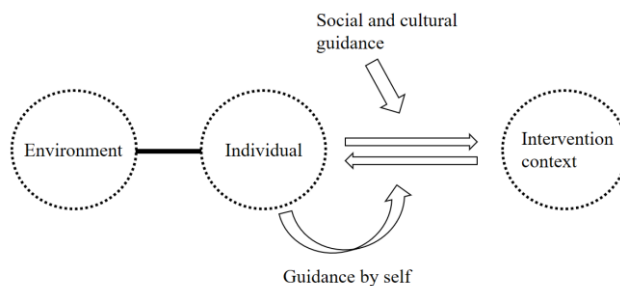 Social and cultural
guidance
Environment
Individual
Intervention
context
Guidance by self